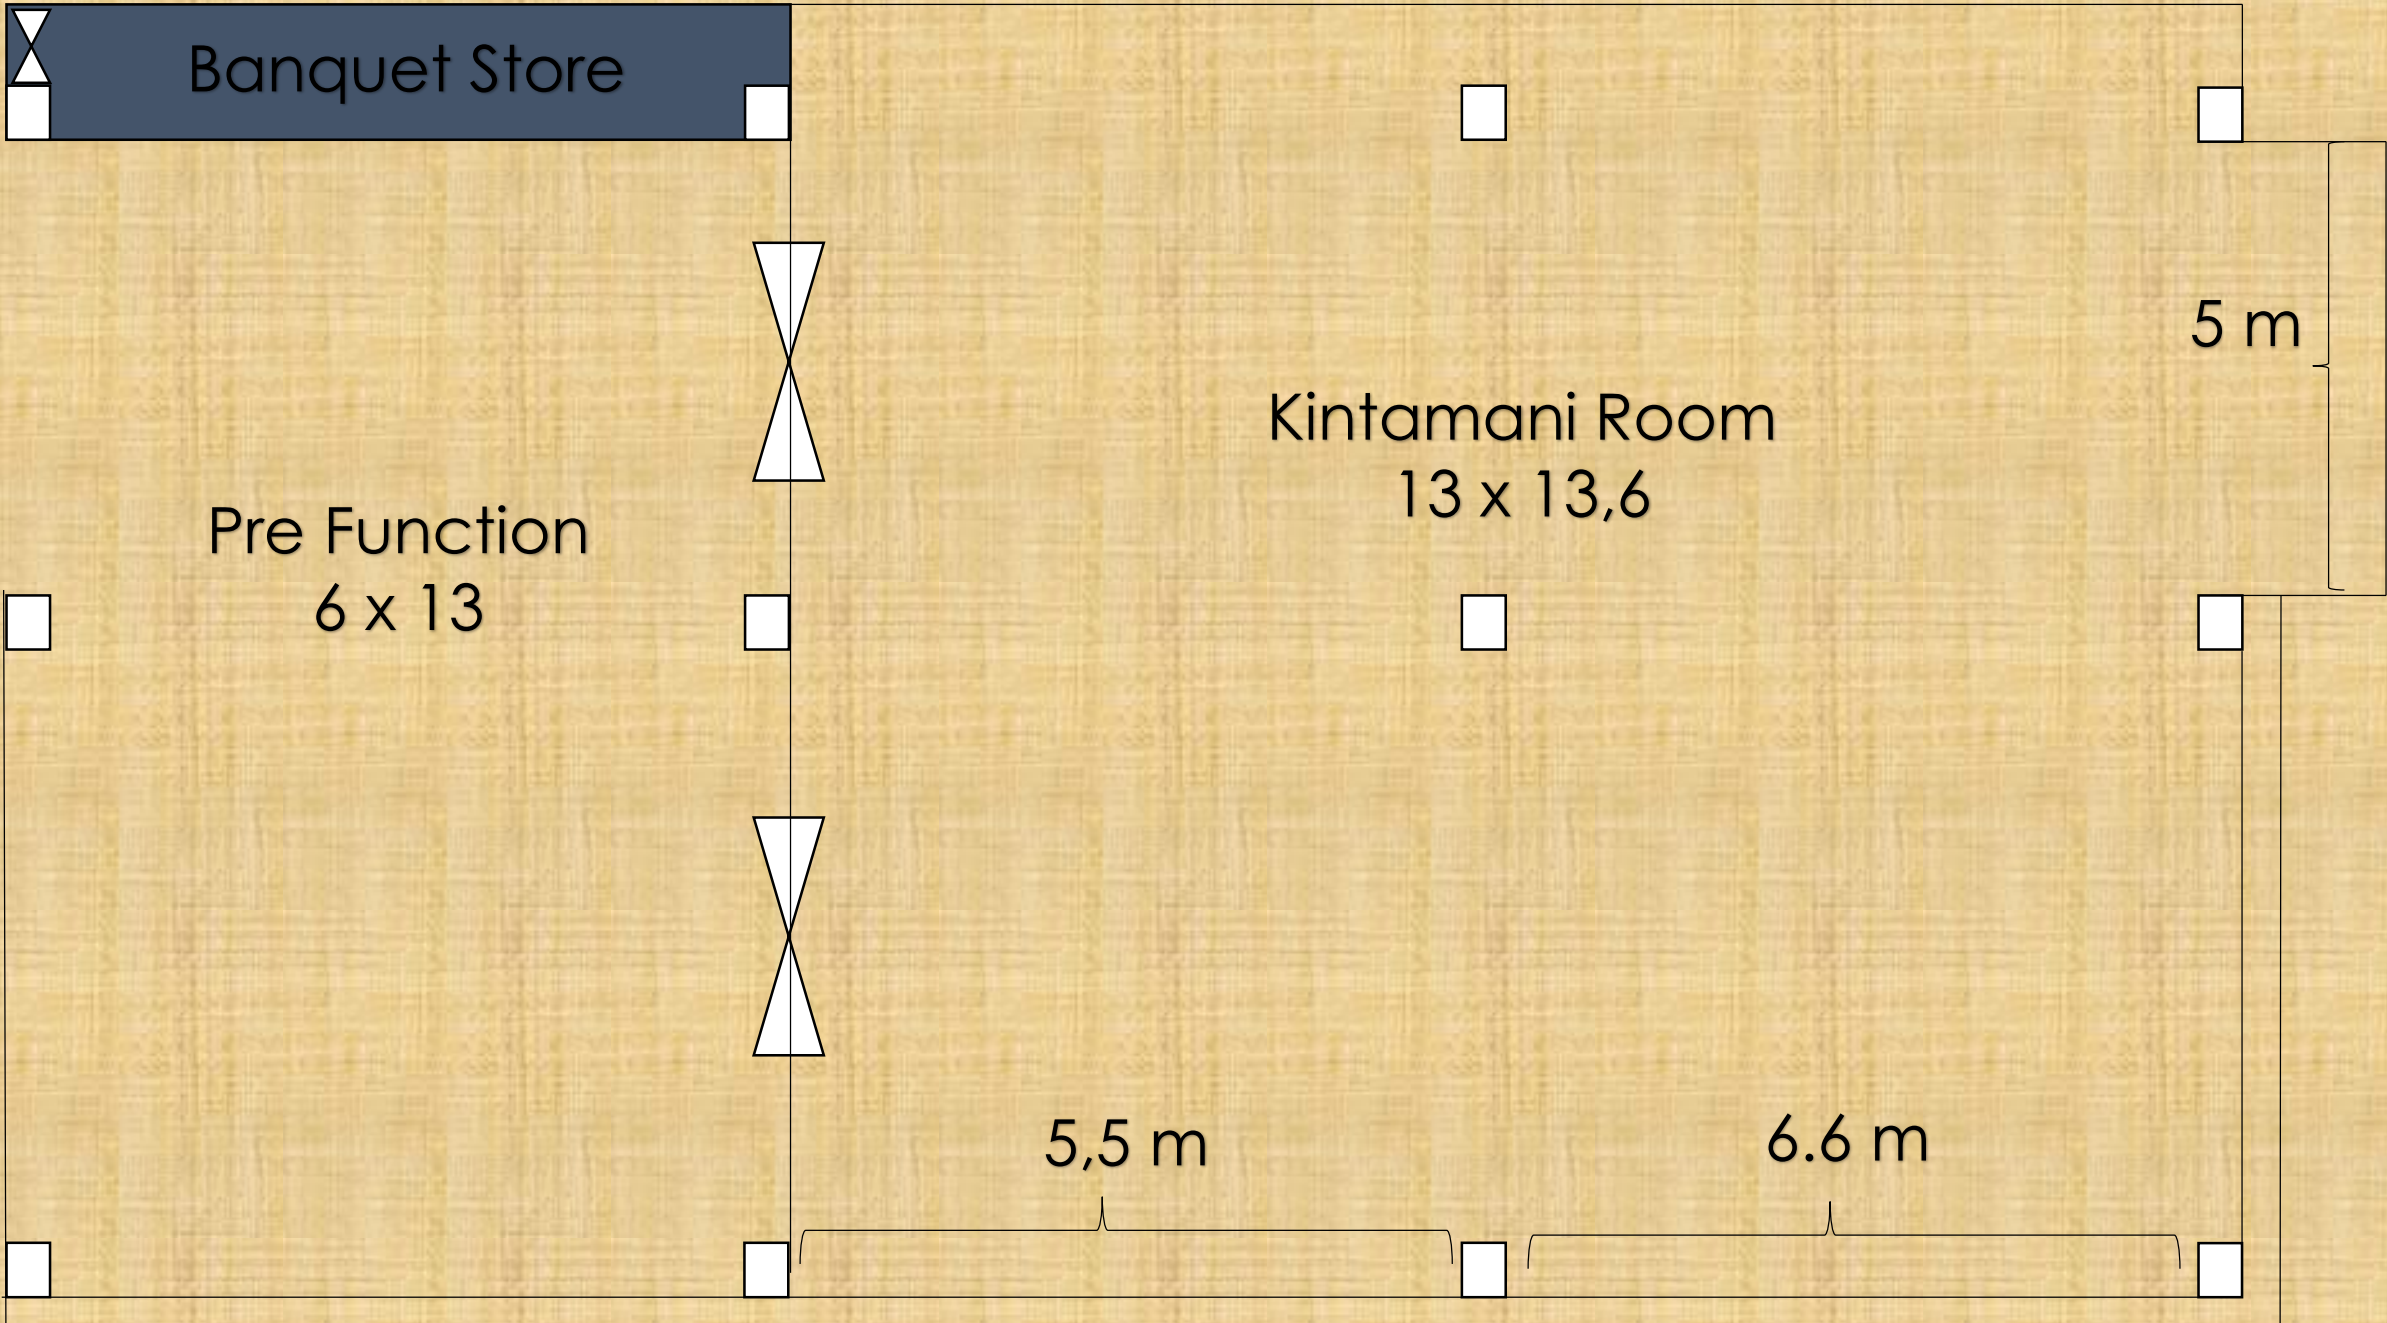 Banquet Store
5 m
Kintamani Room
13 x 13,6
Pre Function
6 x 13
5,5 m
6.6 m